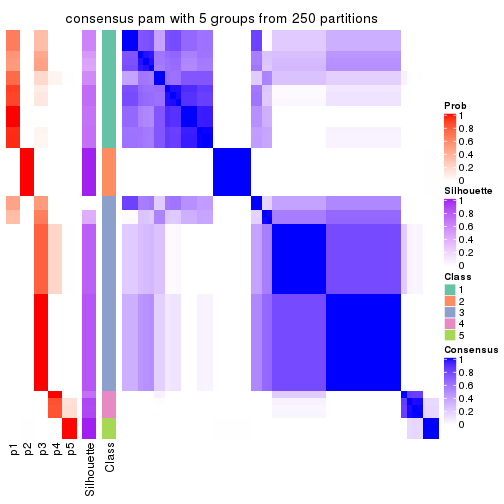 consensus pam with 5 groups from 250 partitions
Prob
1
0.8
0.6
0.4
0.2
0
Silhouette
1
0.8
0.6
0.4
0.2
0
Class
1
2
3
4
5
Consensus
1
0.8
0.6
0.4
0.2
0
p1
p2
p3
p4
p5
Silhouette
Class